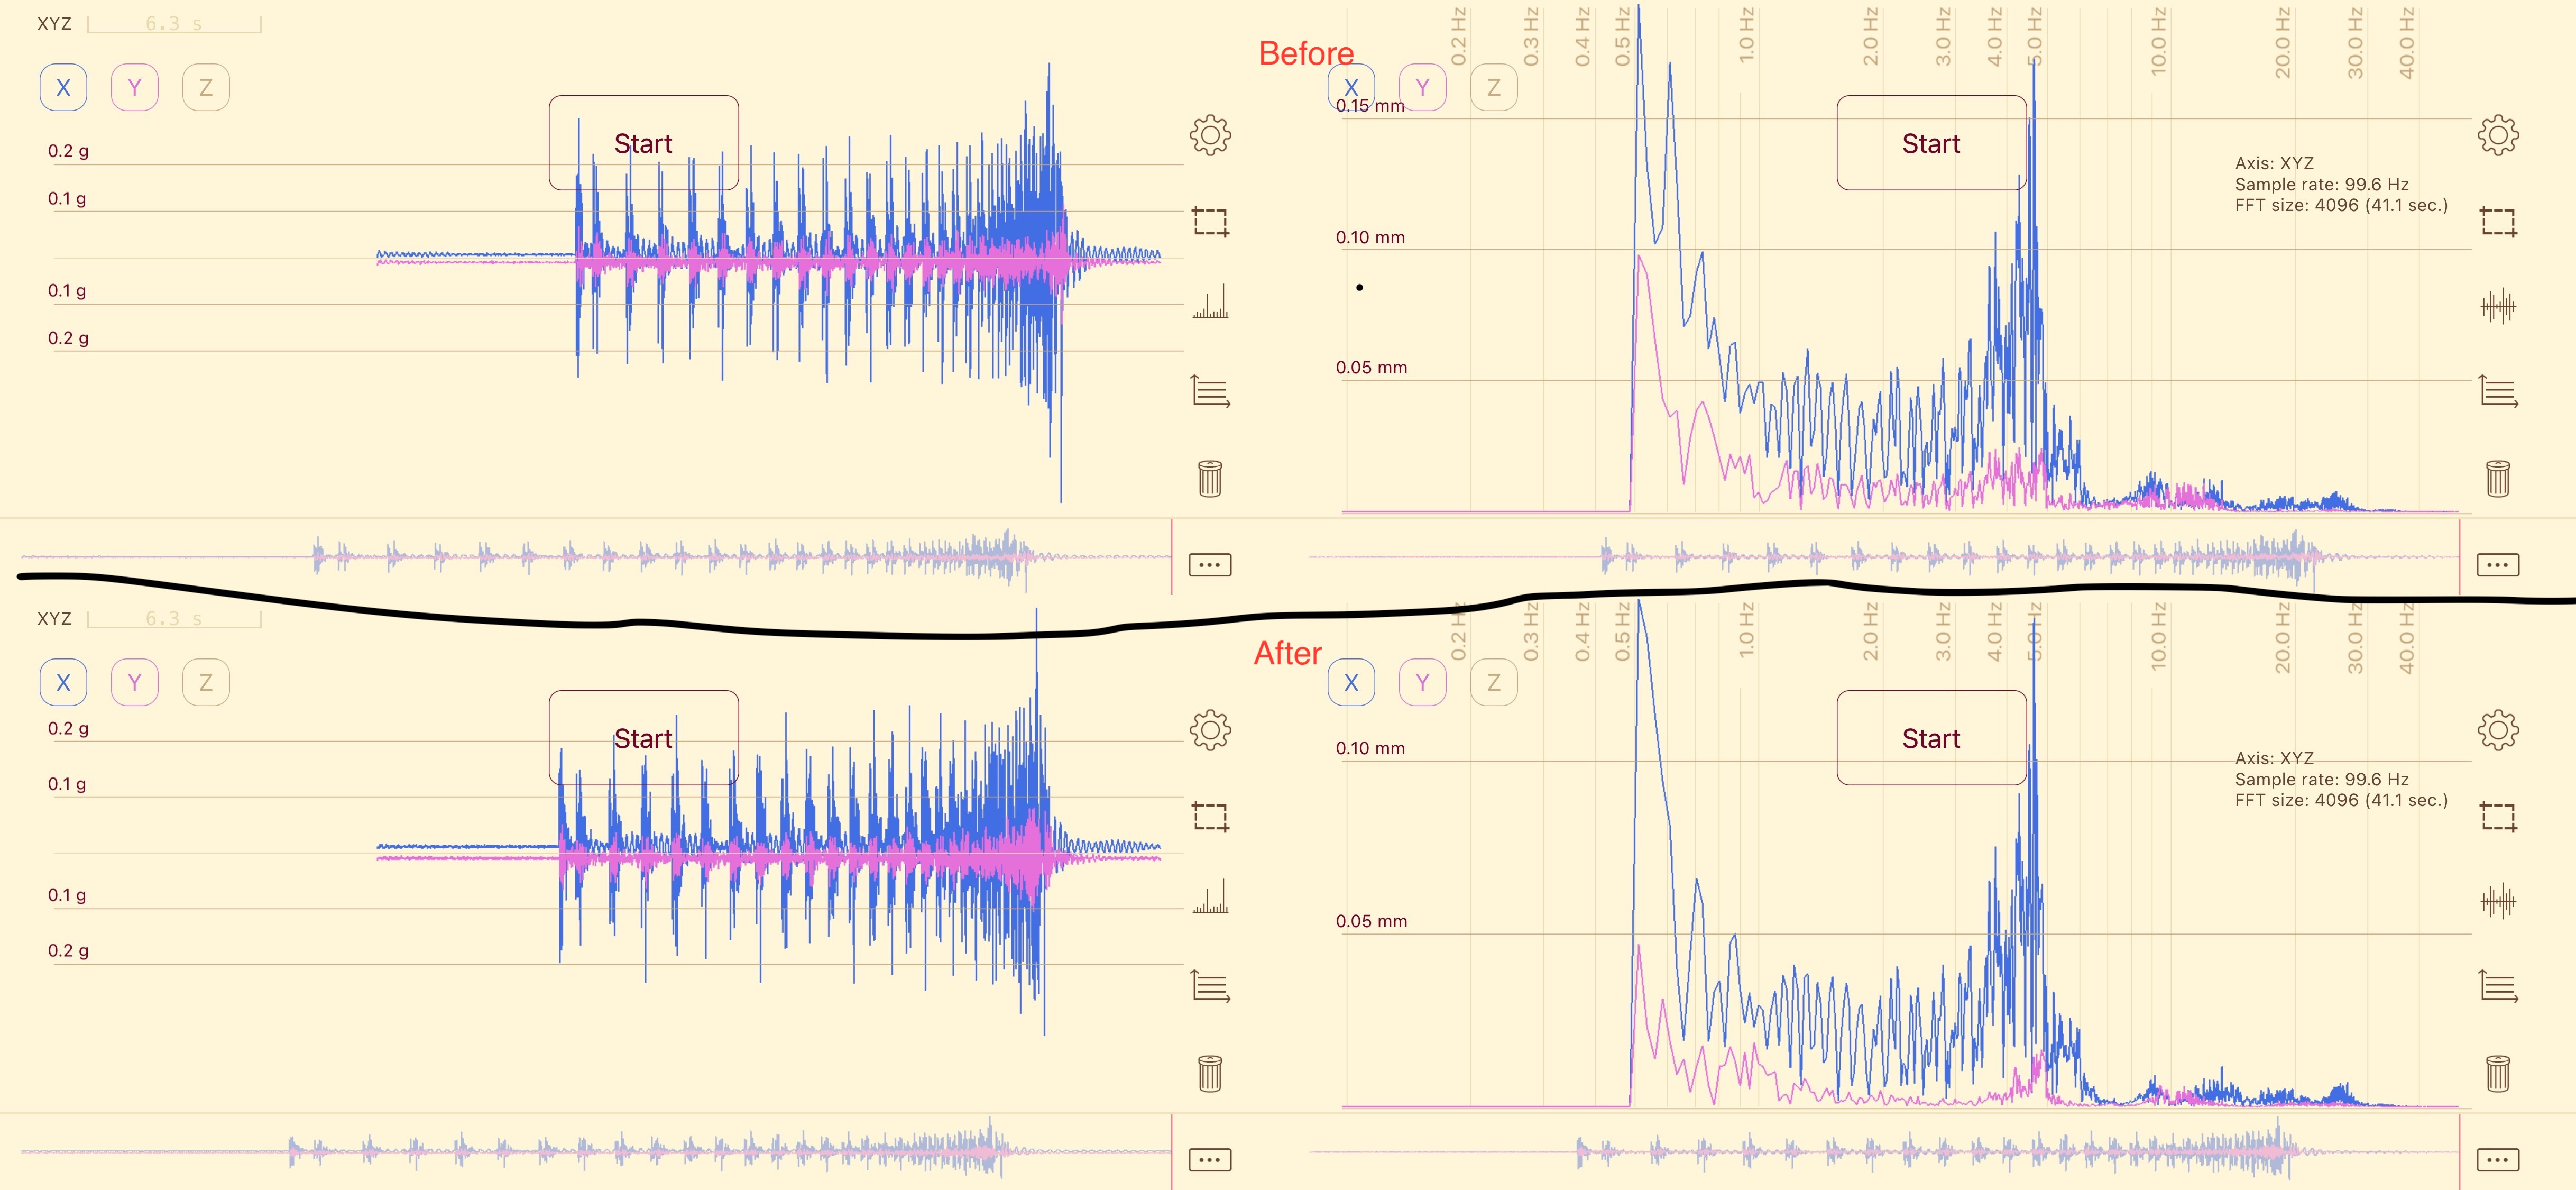 XYZ
6.3 s
X Y Z
Start
0.2 g
0.1 g
0.1 g
0.2 g
...
Before
0.2 Hz
0.3 Hz
0.4 Hz
0.5 Hz
1.0 Hz
2.0 Hz
3.0 Hz
4.0 Hz
5.0 Hz
10.0 Hz
20.0 Hz
30.0 Hz
40.0 Hz
X Y Z
0.15 mm
Start
Axis: XYZ
Sample rate: 99.6 Hz
FFT size: 4096 (41.1 sec.)
0.10 mm
0.05 mm
...
XYZ
6.3 s
X Y Z
0.2 g
Start
0.1 g
0.1 g
0.2 g
...
After
0.2 Hz
0.3 Hz
0.4 Hz
0.5 Hz
1.0 Hz
2.0 Hz
3.0 Hz
4.0 Hz
5.0 Hz
10.0 Hz
20.0 Hz
30.0 Hz
40.0 Hz
X Y Z
Start
0.10 mm
Axis: XYZ
Sample rate: 99.6 Hz
FFT size: 4096 (41.1 sec.)
0.05 mm
...